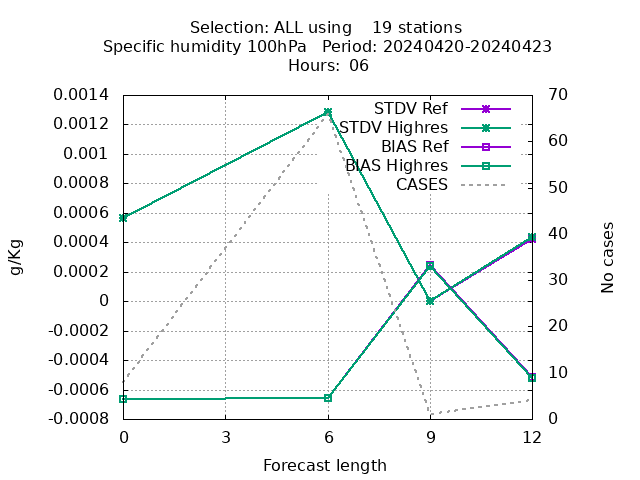 Selection: ALL using    19 stations
Specific humidity 100hPa   Period: 20240420-20240423
Hours: 06
STDV Ref
STDV Highres
BIAS Ref
BIAS Highres
CASES
g/Kg
0.0014
0.0012
0.001
0.0008
0.0006
0.0004
0.0002
0
-0.0002
-0.0004
-0.0006
-0.0008
No cases
70
60
50
40
30
20
10
0
0 3 6 9 12
Forecast length